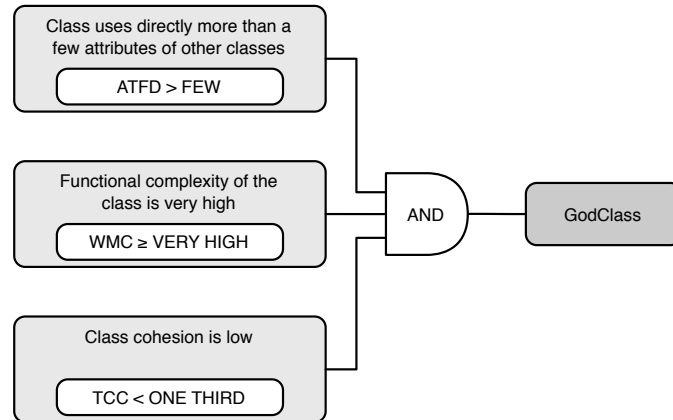 Class uses directly more than a
few attributes of other classes
ATFD > FEW
Functional complexity of the
class is very high
WMC ≥ VERY HIGH
AND
GodClass
Class cohesion is low
TCC < ONE THIRD